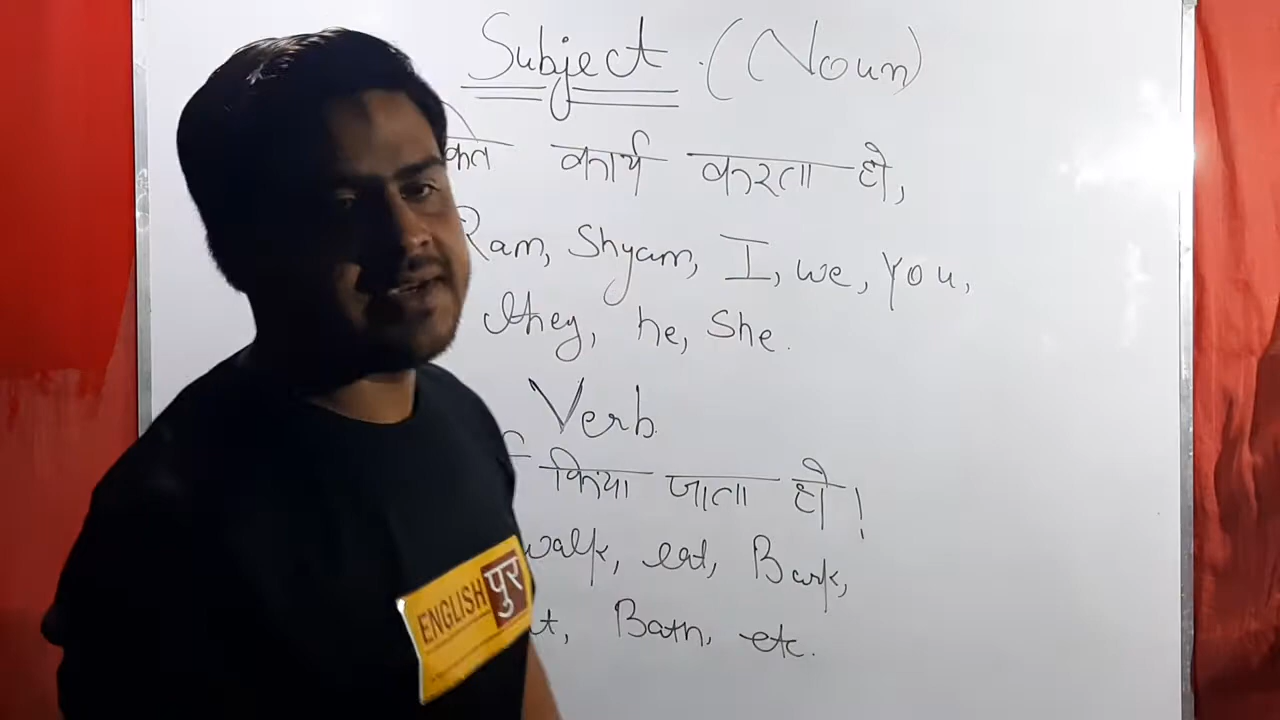 Subject. (Noun)
कार्य करता हो,
Ram, Shyam, I, we, You,
they, he, She.
Verb.
किया जाता हो !
walk, eat, Bark,
Bath, etc.
ENGLISH पुर